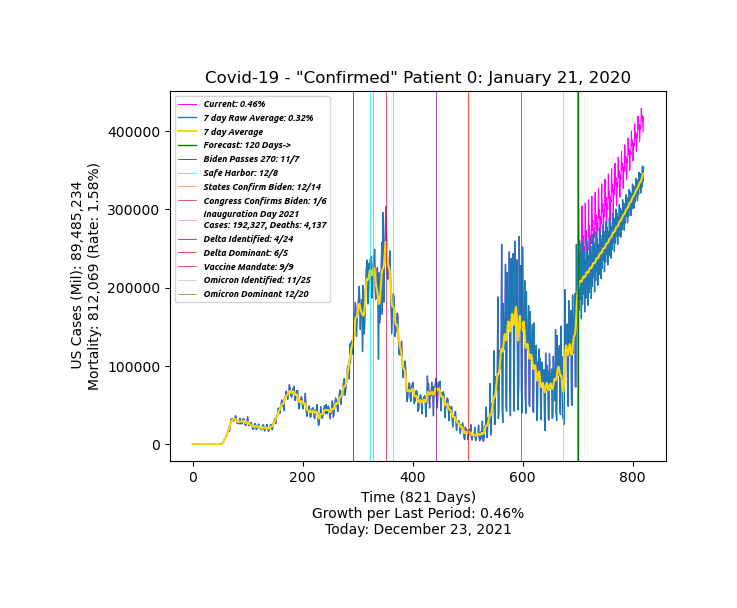 Covid-19 - "Confirmed" Patient 0: January 21, 2020
Current: 0.46%
7 day Raw Average: 0.32%
7 day Average
Forecast: 120 Days->
Biden Passes 270: 11/7
Safe Harbor: 12/8
States Confirm Biden: 12/14
Congress Confirms Biden: 1/6
Inauguration Day 2021
Cases: 192,327, Deaths: 4,137
Delta Identified: 4/24
Delta Dominant: 6/5
Vaccine Mandate: 9/9
Omicron Identified: 11/25
Omicron Dominant 12/20
400000
300000
200000
100000
0
US Cases (Mil): 89,485,234
Mortality: 812,069 (Rate: 1.58%)
0 200 400 600 800
Time (821 Days)
Growth per Last Period: 0.46%
Today: December 23, 2021